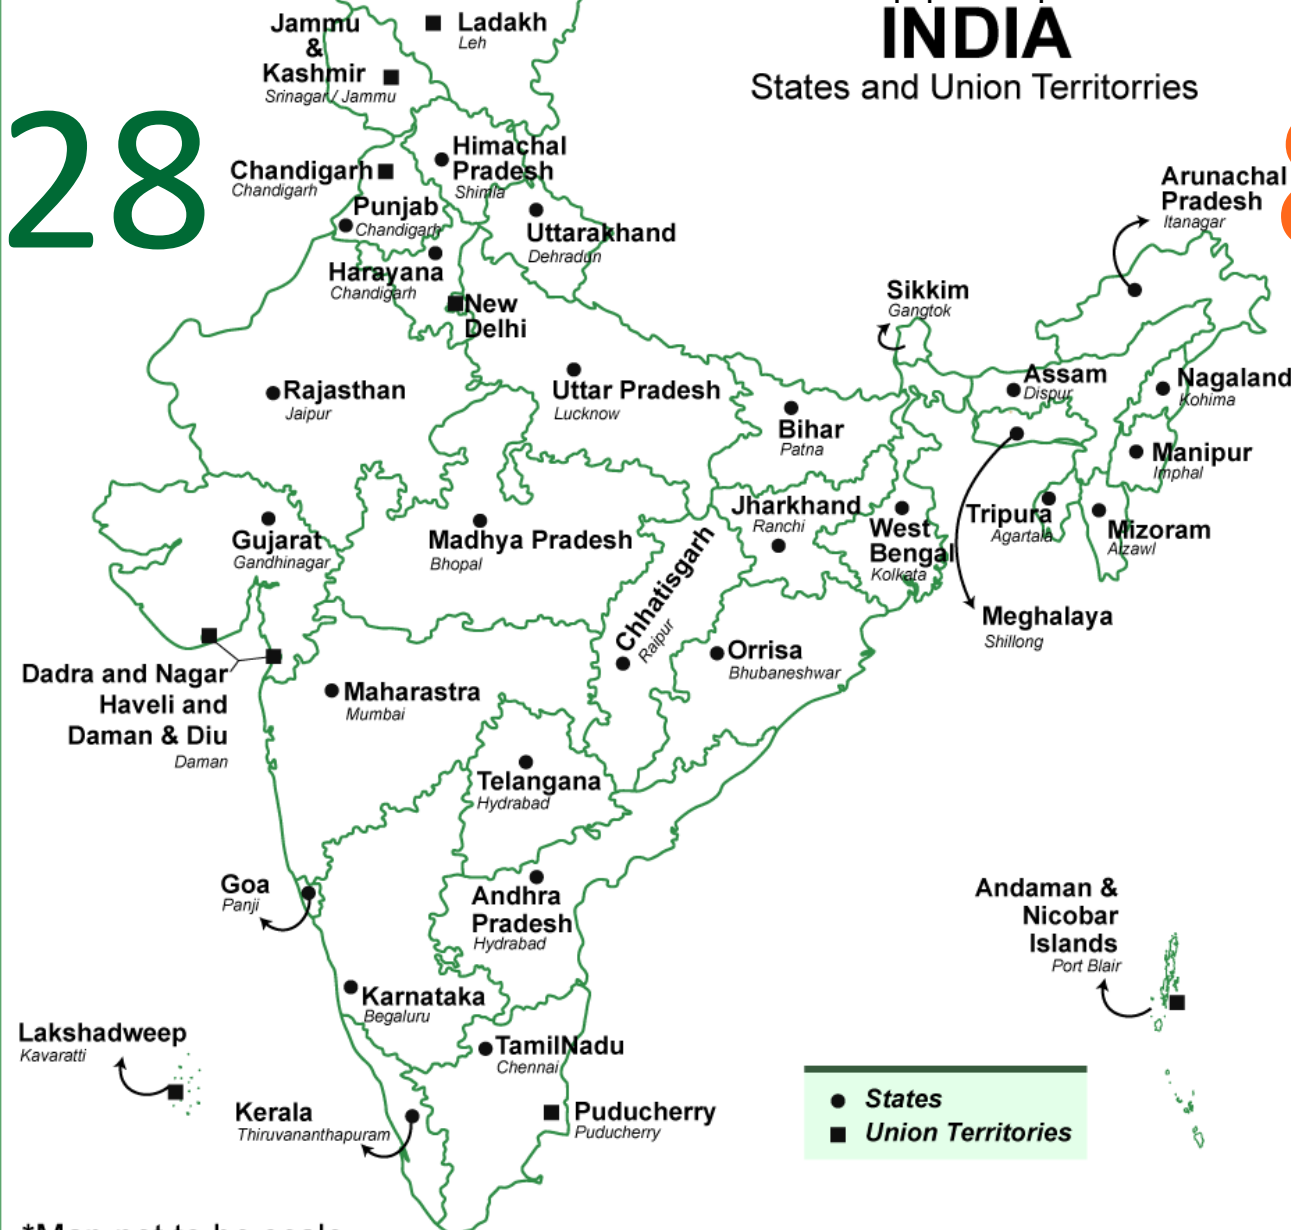 INDIA
States and Union Territorries
28
Jammu
&
Kashmir
Srinagar / Jammu
Ladakh
Leh
Himachal
Pradesh
Shimla
Chandigarh
Chandigarh
Punjab
Chandigarh
Uttarakhand
Dehradun
Harayana
Chandigarh
New
Delhi
Arunachal
Pradesh
Itanagar
Sikkim
Gangtok
Rajasthan
Jaipur
Uttar Pradesh
Lucknow
Bihar
Patna
Assam
Dispur
Nagaland
Kohima
Manipur
Imphal
Gujarat
Gandhinagar
Madhya Pradesh
Bhopal
Jharkhand
Ranchi
West
Bengal
Kolkata
Tripura
Agartala
Mizoram
Aizawl
Chhatisgarh
Raipur
Meghalaya
Shillong
Orrisa
Bhubaneshwar
Dadra and Nagar
Haveli and
Daman & Diu
Daman
Maharastra
Mumbai
Telangana
Hydrabad
Goa
Panji
Andhra
Pradesh
Hydrabad
Andaman &
Nicobar
Islands
Port Blair
Karnataka
Begaluru
Lakshadweep
Kavaratti
TamilNadu
Chennai
Kerala
Thiruvananthapuram
Puducherry
Puducherry
States
Union Territories